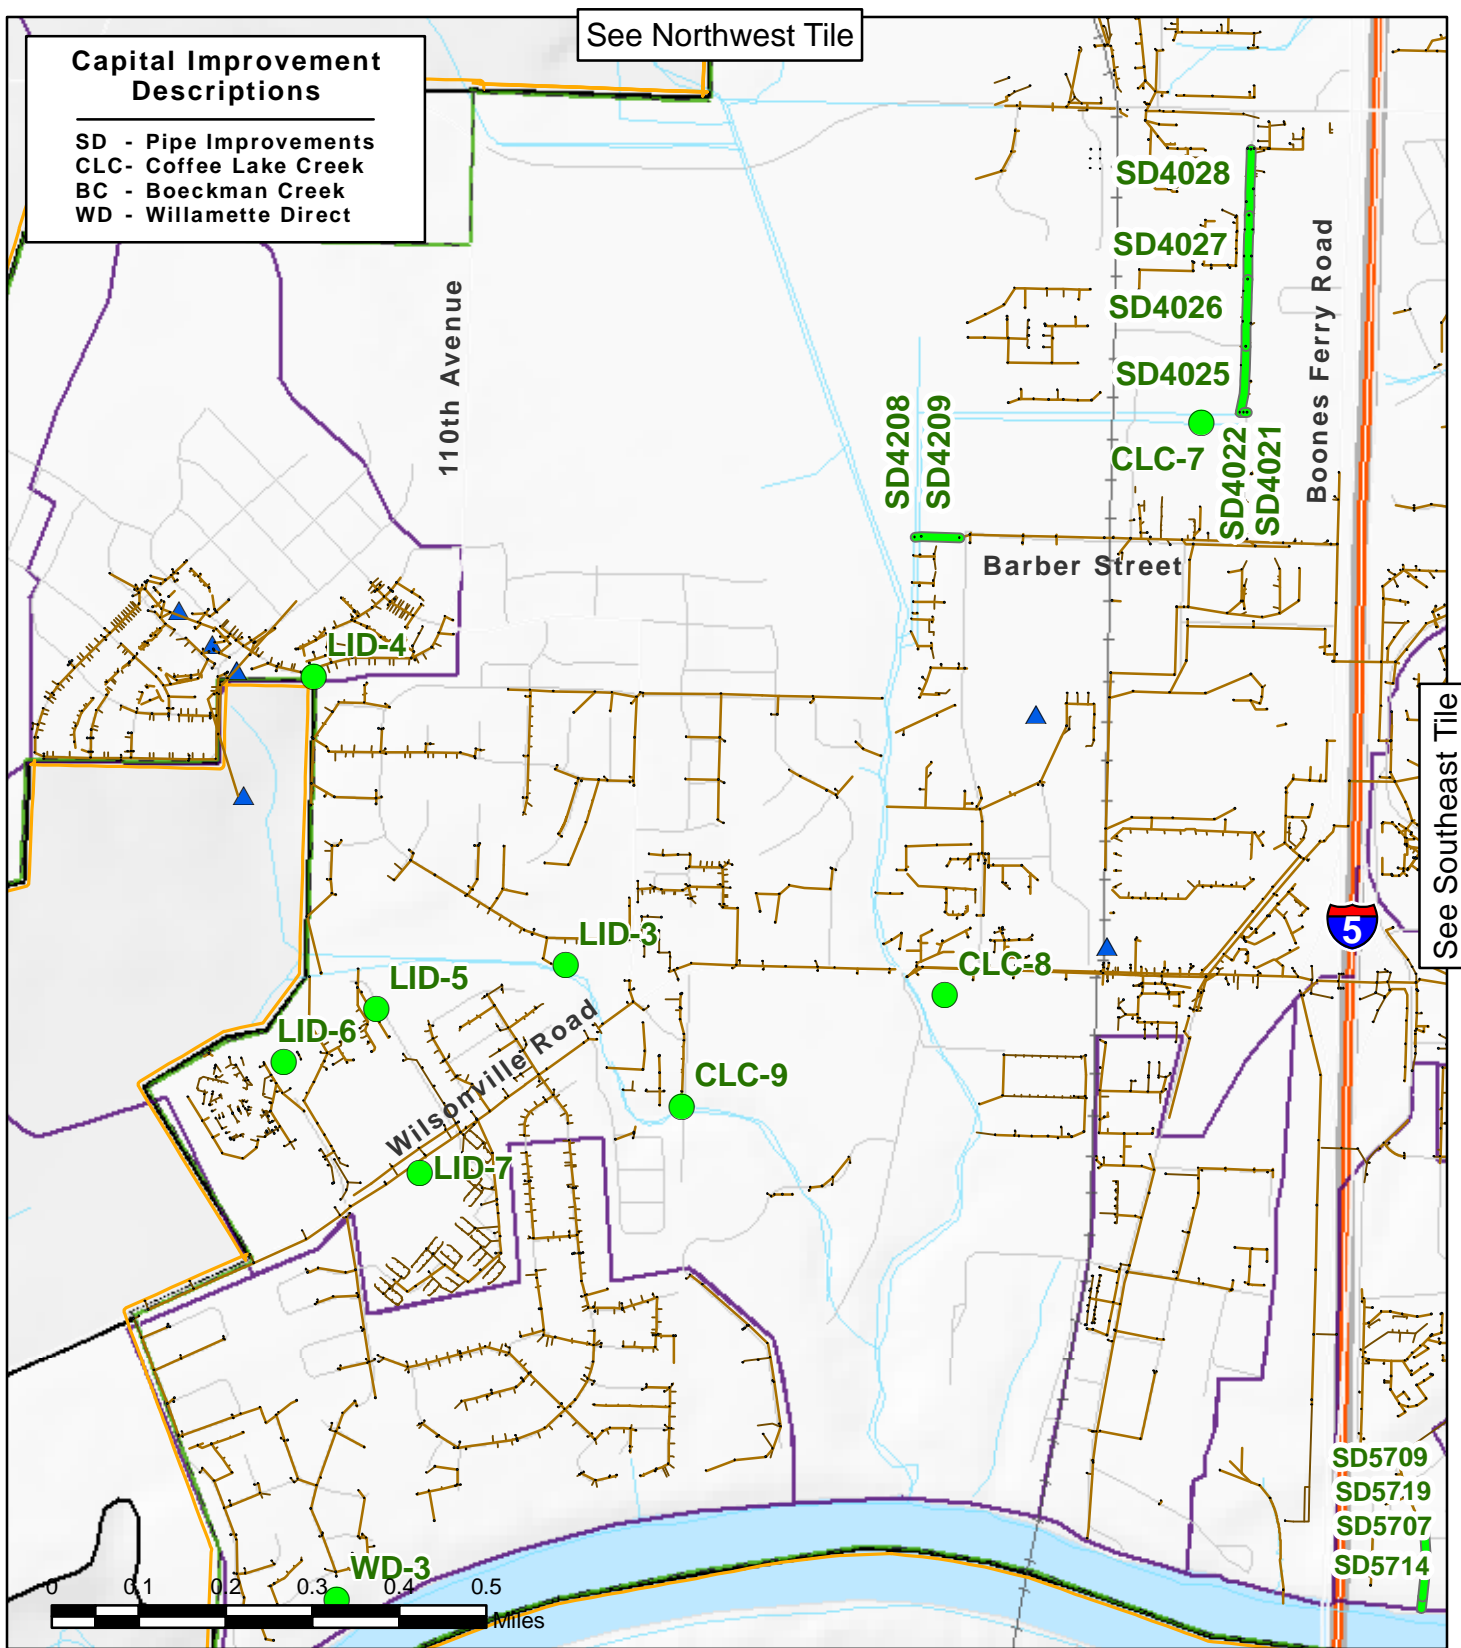 See Northwest Tile
Capital Improvement
Descriptions
SD - Pipe Improvements
CLC- Coffee Lake Creek
BC - Boeckman Creek
WD - Willamette Direct
SD4028
SD4027
SD4026
SD4025
Boones Ferry Road
110th Avenue
SD4208
SD4209
CLC-7
SD4022
SD4021
Barber Street
LID-4
See Southeast Tile
5
LID-3
CLC-8
LID-5
LID-6
Wilsonville Road
CLC-9
LID-7
SD5709
SD5719
SD5707
SD5714
WD-3
0 0.1 0.2 0.3 0.4 0.5
Miles